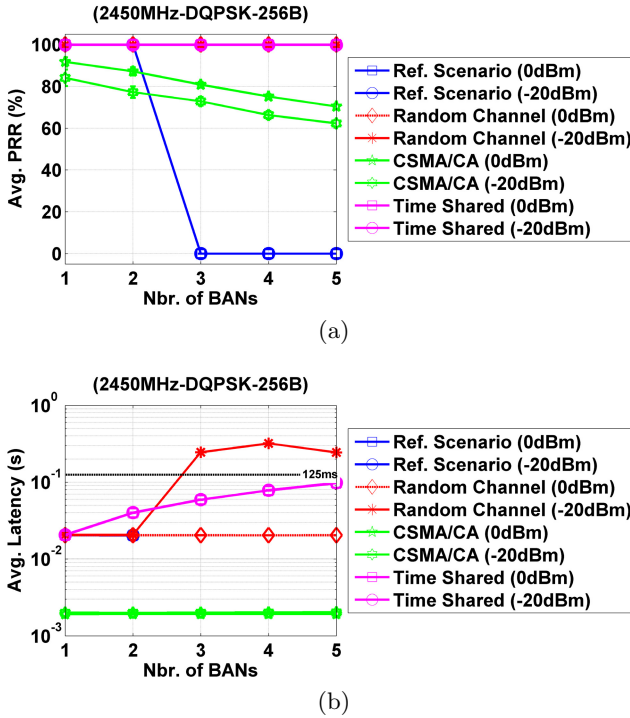 (2450MHz-DQPSK-256B)
100
80
60
40
20
0
Avg. PRR (%)
1 2 3 4 5
Nbr. of BANs
Ref. Scenario (0dBm)
Ref. Scenario (-20dBm)
Random Channel (0dBm)
Random Channel (-20dBm)
CSMA/CA (0dBm)
CSMA/CA (-20dBm)
Time Shared (0dBm)
Time Shared (-20dBm)
(a)
(2450MHz-DQPSK-256B)
10^0
10^-1
10^-2
10^-3
Avg. Latency (s)
125ms
1 2 3 4 5
Nbr. of BANs
Ref. Scenario (0dBm)
Ref. Scenario (-20dBm)
Random Channel (0dBm)
Random Channel (-20dBm)
CSMA/CA (0dBm)
CSMA/CA (-20dBm)
Time Shared (0dBm)
Time Shared (-20dBm)
(b)